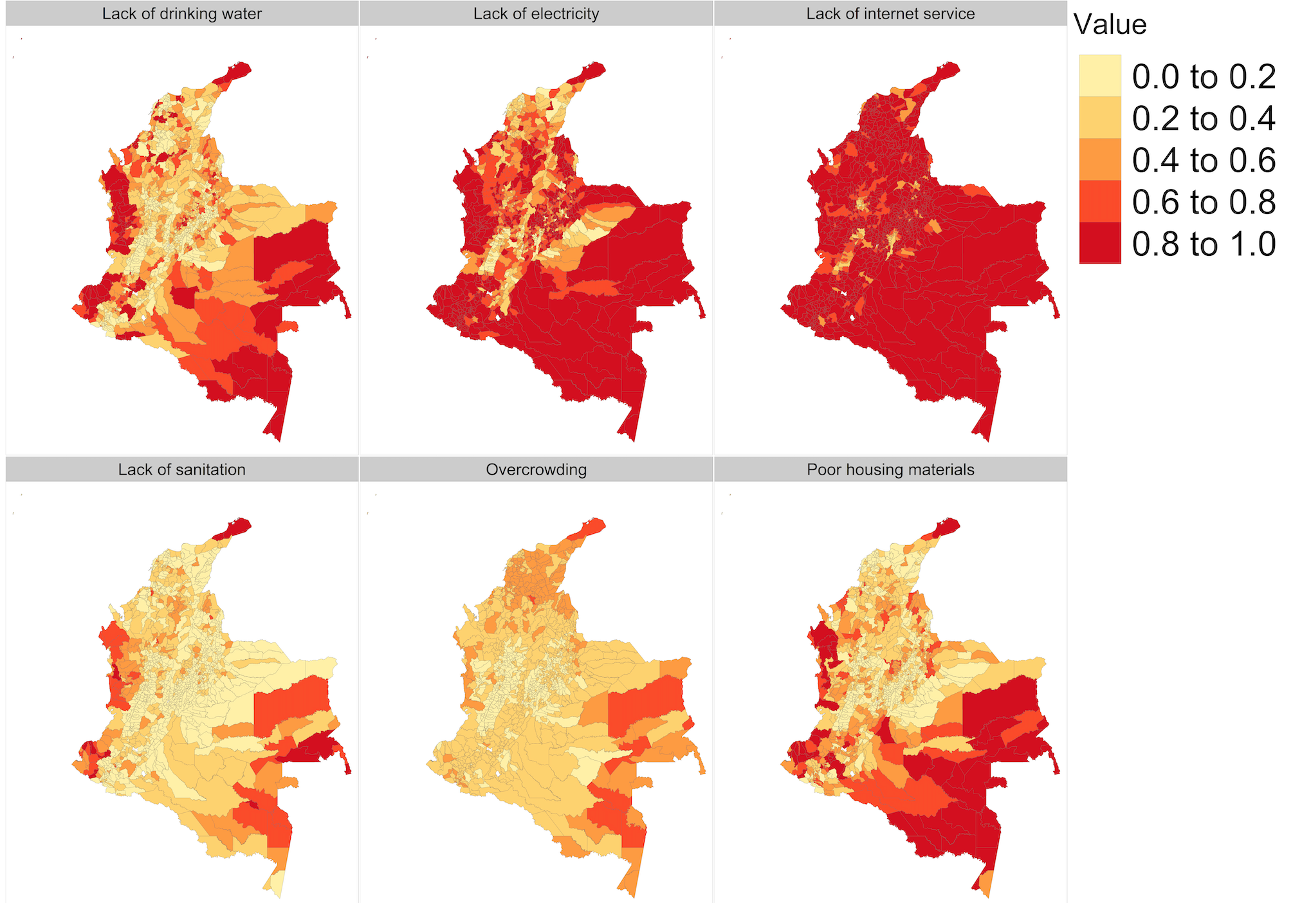 Lack of drinking water
Lack of electricity
Lack of internet service
Value
0.0 to 0.2
0.2 to 0.4
0.4 to 0.6
0.6 to 0.8
0.8 to 1.0
Lack of sanitation
Overcrowding
Poor housing materials